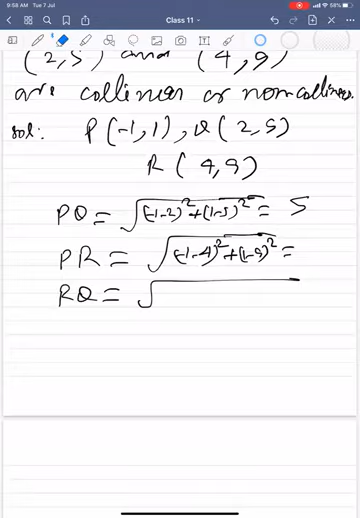 9:58 AM Tue 7 Jul
Class 11
(2,5) and (4,9)
are collinear or noncollinear.
sol: P(-1,1), Q(2,5)
R(4,9)
PQ = √(-1-2)²+(1-5)² = 5
PR = √(-1-4)²+(1-9)² =
RQ = √